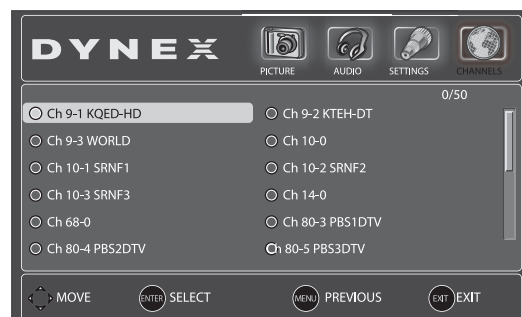 DYNEX
PICTURE AUDIO SETTINGS CHANNELS
0/50
Ch 9-1 KQED-HD Ch 9-2 KTEH-DT
Ch 9-3 WORLD Ch 10-0
Ch 10-1 SRNF1 Ch 10-2 SRNF2
Ch 10-3 SRNF3 Ch 14-0
Ch 68-0 Ch 80-3 PBS1DTV
Ch 80-4 PBS2DTV Ch 80-5 PBS3DTV
MOVE ENTER SELECT MENU PREVIOUS EXIT EXIT